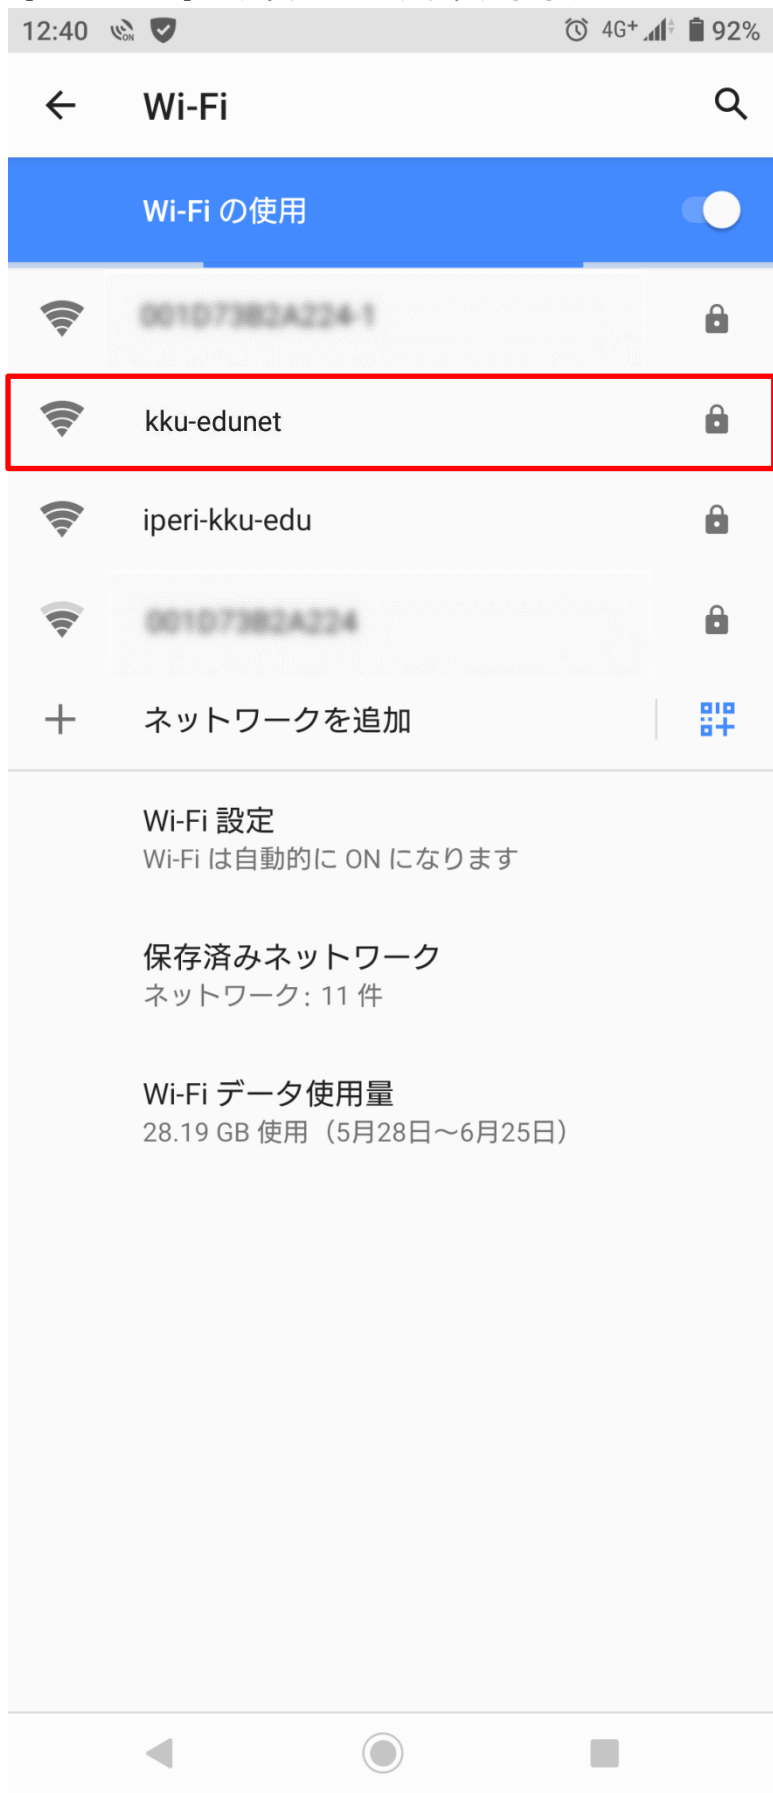 12:40 4G+ 92%
Wi-Fi
Wi-Fi の使用
001D73B2A224-1
kku-edunet
iperi-kku-edu
001D73B2A224
ネットワークを追加
Wi-Fi 設定
Wi-Fi は自動的に ON になります
保存済みネットワーク
ネットワーク: 11 件
Wi-Fi データ使用量
28.19 GB 使用（5月28日～6月25日）